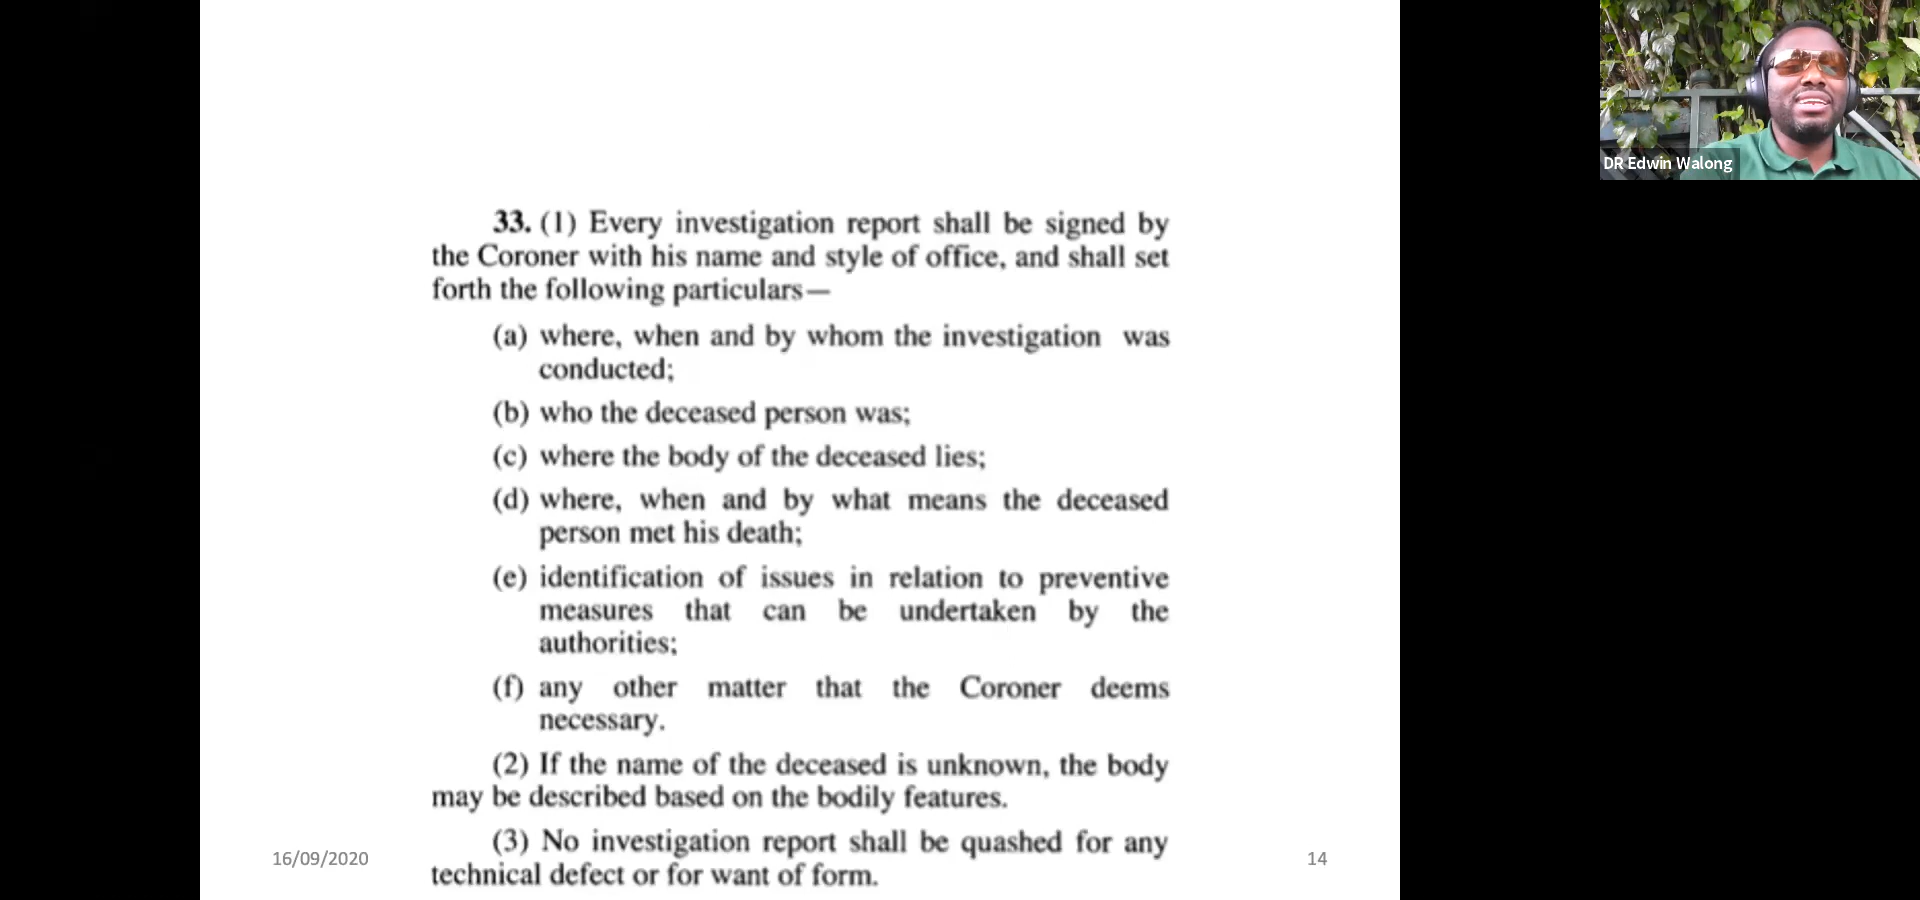 33. (1) Every investigation report shall be signed by
the Coroner with his name and style of office, and shall set
forth the following particulars—
(a) where, when and by whom the investigation was
conducted;
(b) who the deceased person was;
(c) where the body of the deceased lies;
(d) where, when and by what means the deceased
person met his death;
(e) identification of issues in relation to preventive
measures that can be undertaken by the
authorities;
(f) any other matter that the Coroner deems
necessary.
(2) If the name of the deceased is unknown, the body
may be described based on the bodily features.
(3) No investigation report shall be quashed for any
technical defect or for want of form.
16/09/2020
14
DR Edwin Walong